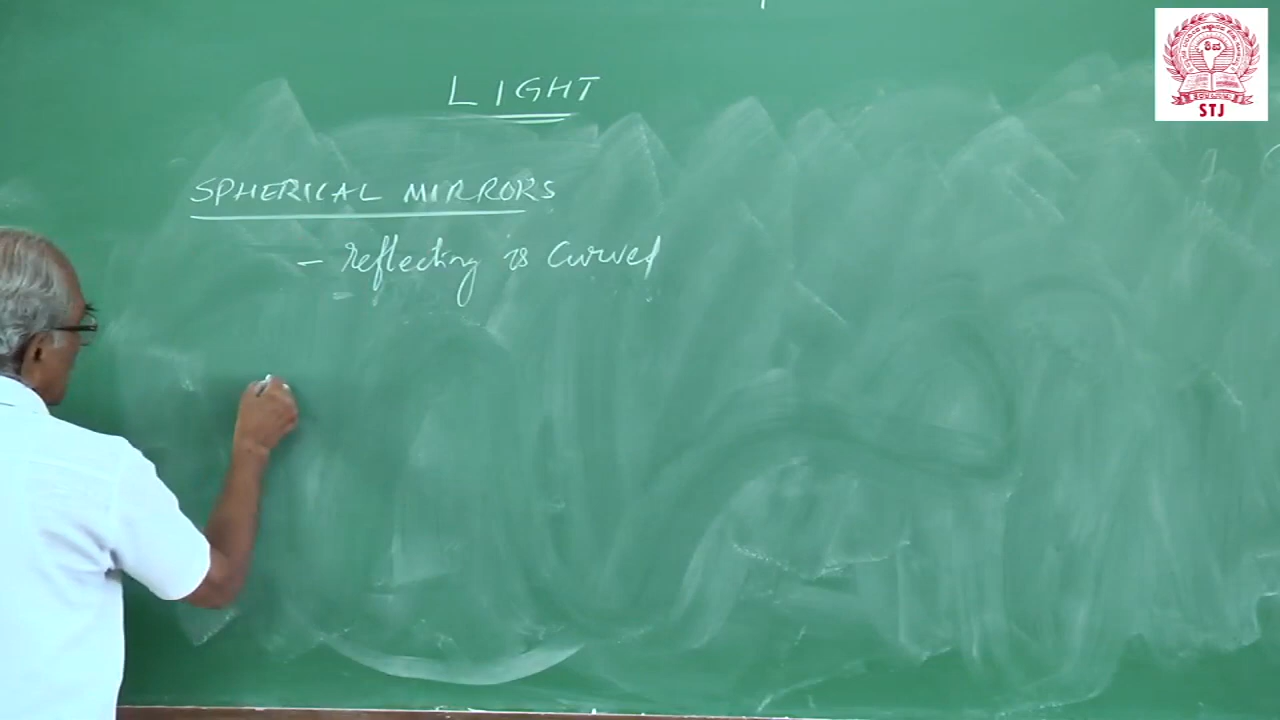 LIGHT
SPHERICAL MIRRORS
- reflecting is curved
ಶಿವ
STJ